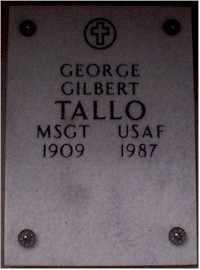 GEORGE
GILBERT
TALLO
MSGT USAF
1909 1987